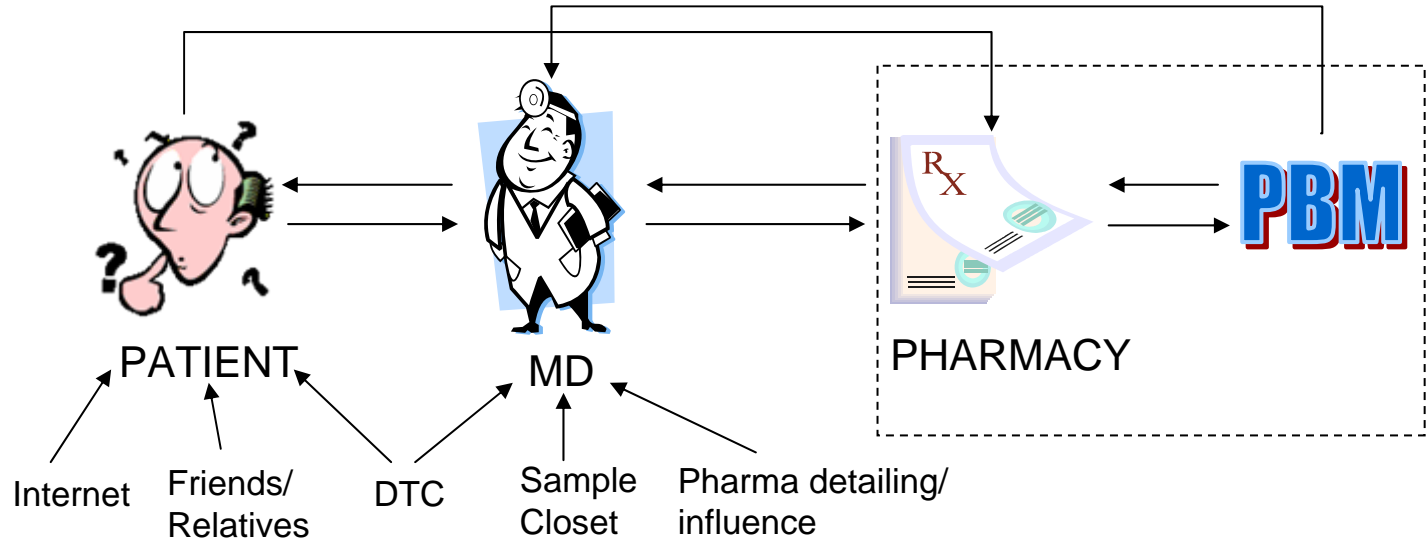 RX
PBM
PATIENT
MD
PHARMACY
Internet
Friends/
Relatives
DTC
Sample
Closet
Pharma detailing/
influence